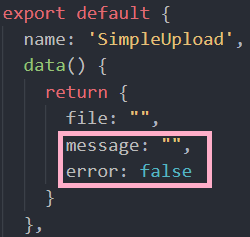 export default {
name: 'SimpleUpload',
data() {
return {
file: "",
message: "",
error: false
}
},